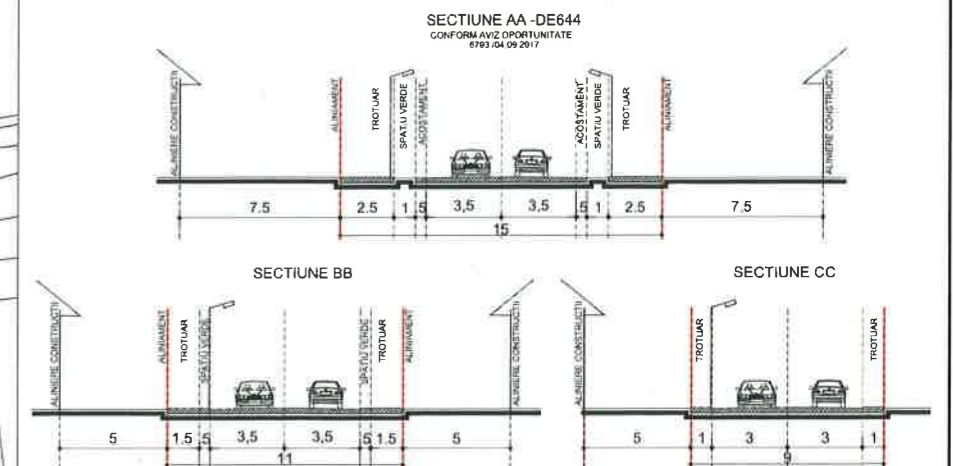 SECTIUNE AA -DE644
CONFORM AVIZ OPORTUNITATE
6793 /04 09 2017
ALINIERE CONSTRUCTII
ALINIAMENT
TROTUAR
SPATIU VERDE
ACOSTAMENT
ACOSTAMENT
SPATIU VERDE
TROTUAR
ALINIAMENT
ALINIERE CONSTRUCTII
7.5 2.5 1 .5 3,5 3,5 .5 1 2.5 7.5
15
SECTIUNE BB
ALINIERE CONSTRUCTII
ALINIAMENT
TROTUAR
SPATIU VERDE
SPATIU VERDE
TROTUAR
ALINIAMENT
ALINIERE CONSTRUCTII
5 1.5 .5 3,5 3,5 .5 1.5 5
11
SECTIUNE CC
ALINIERE CONSTRUCTII
TROTUAR
TROTUAR
5 1 3 3 1
9